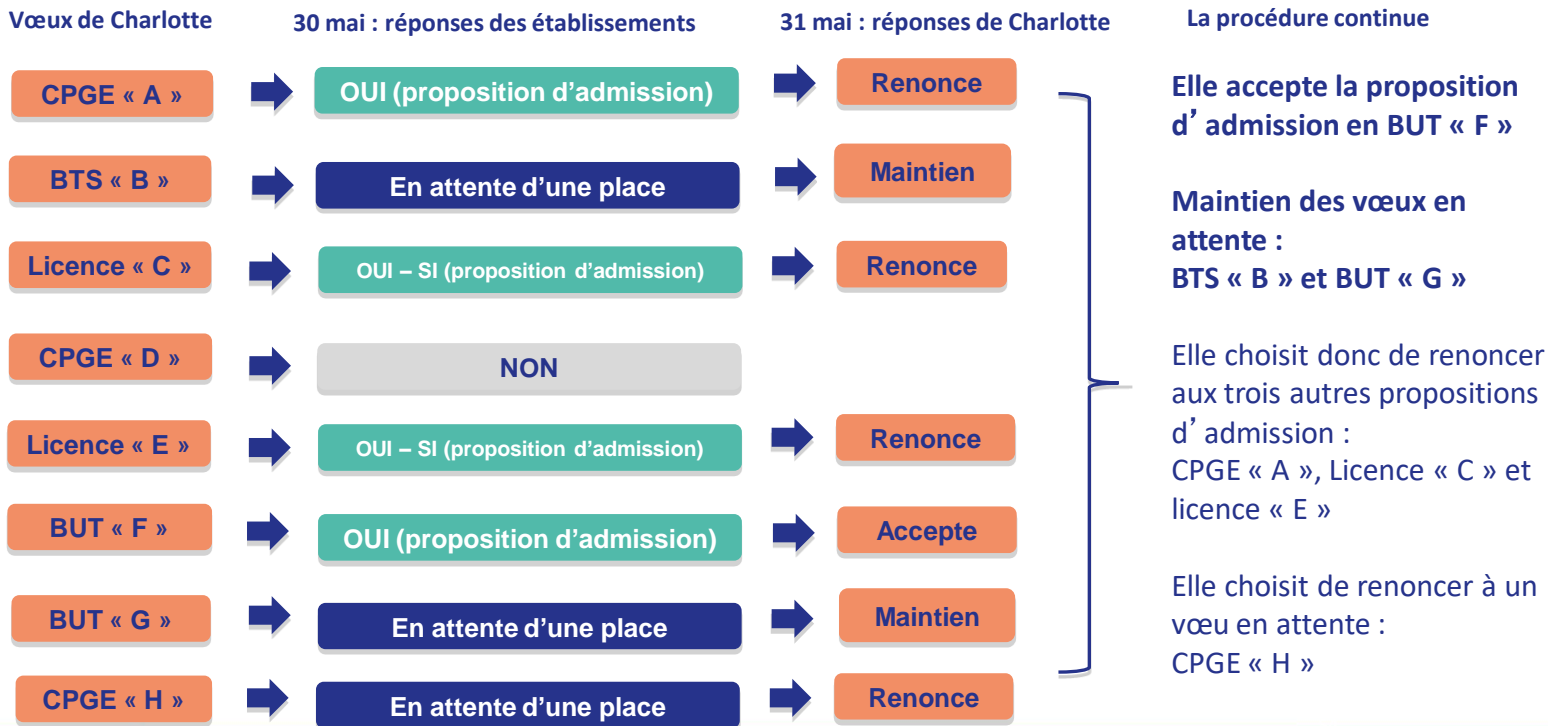 Vœux de Charlotte
30 mai : réponses des établissements
31 mai : réponses de Charlotte
La procédure continue
CPGE « A »
OUI (proposition d’admission)
Renonce
BTS « B »
En attente d’une place
Maintien
Licence « C »
OUI – SI (proposition d’admission)
Renonce
CPGE « D »
NON
Licence « E »
OUI – SI (proposition d’admission)
Renonce
BUT « F »
OUI (proposition d’admission)
Accepte
BUT « G »
En attente d’une place
Maintien
CPGE « H »
En attente d’une place
Renonce
Elle accepte la proposition
d’ admission en BUT « F »
Maintien des vœux en
attente :
BTS « B » et BUT « G »
Elle choisit donc de renoncer
aux trois autres propositions
d’ admission :
CPGE « A », Licence « C » et
licence « E »
Elle choisit de renoncer à un
vœu en attente :
CPGE « H »